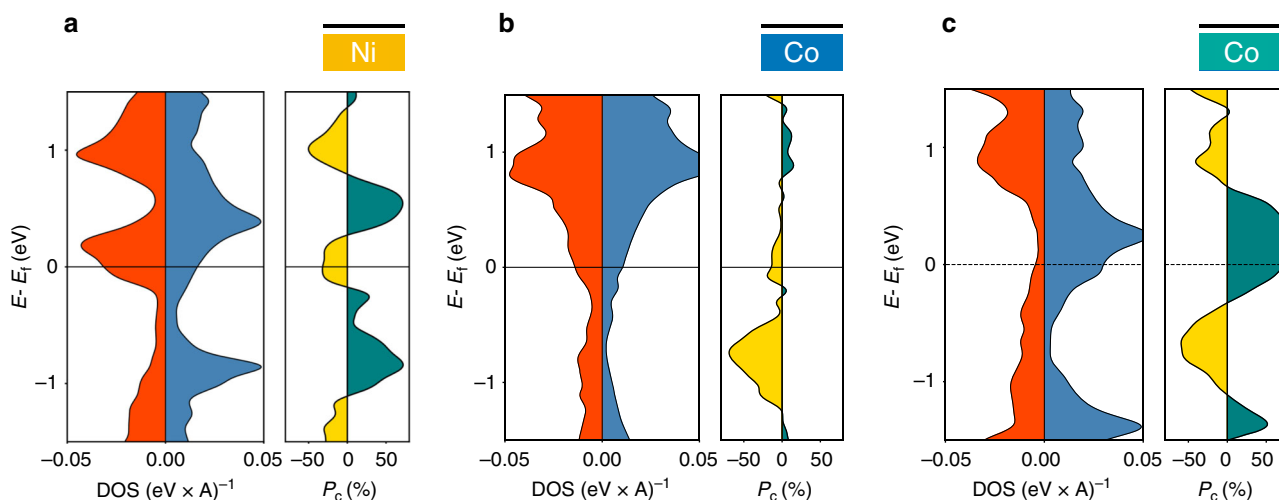 a
Ni
b
Co
c
Co
E- Ef (eV)
1
0
–1
–0.05
0.00
0.05
DOS (eV × A)–1
–50
0
50
Pc (%)
E- Ef (eV)
1
0
–1
–0.05
0.00
0.05
DOS (eV × A)–1
–50
0
50
Pc (%)
E- Ef (eV)
1
0
–1
–0.05
0.00
0.05
DOS (eV × A)–1
–50
0
50
Pc (%)